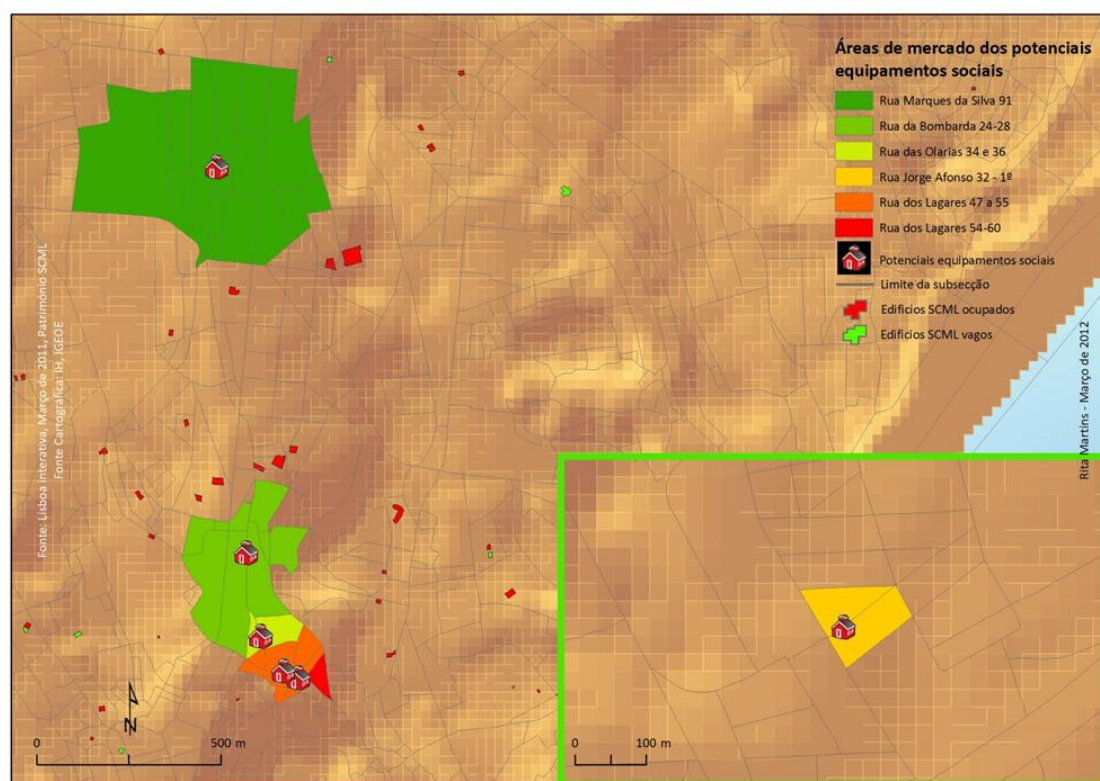 Áreas de mercado dos potenciais
equipamentos sociais
Rua Marques da Silva 91
Rua da Bombarda 24-28
Rua das Olarias 34 e 36
Rua Jorge Afonso 32 - 1º
Rua dos Lagares 47 a 55
Rua dos Lagares 54-60
Potenciais equipamentos sociais
Limite da subsecção
Edificios SCML ocupados
Edificios SCML vagos
Fonte: Lisboa Interativa, Março de 2011, Património SCML
Fonte Cartográfica: IH, IGEOE
Rita Martins - Março de 2012
N
0 500 m
0 100 m